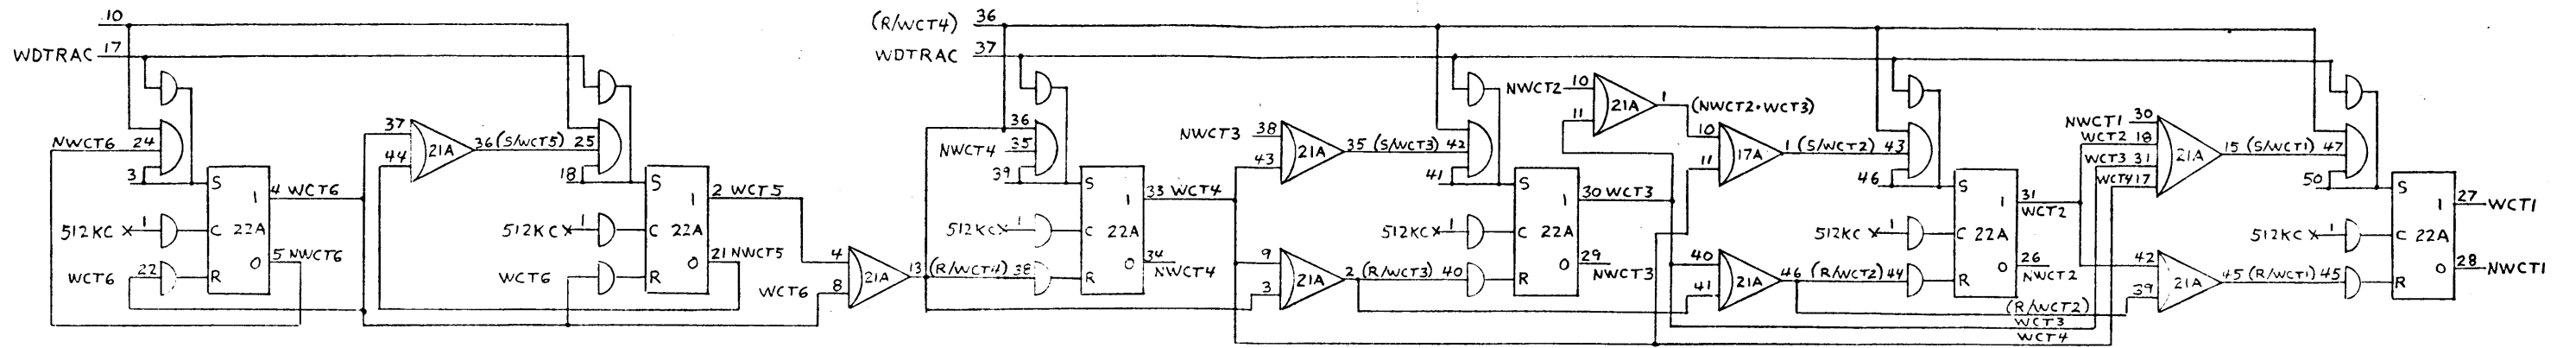 10
WDTRAC 17
NWCT6 24
3
S
1
4 WCT6
512KC 1
C 22A
0
5 NWCT6
WCT6 22
R
37
44
21A
36 (S/WCT5) 25
18
S
1
2 WCT5
512KC 1
C 22A
0
21 NWCT5
WCT6
R
4
WCT6 8
21A
13 (R/WCT4) 38
(R/WCT4) 36
WDTRAC 37
36
NWCT4 35
39
S
1
33 WCT4
512KC 1
C 22A
0
34
NWCT4
R
NWCT3 38
43
21A
35 (S/WCT3) 42
41
S
1
30 WCT3
512KC 1
C 22A
0
29
NWCT3
R
9
3
21A
2 (R/WCT3) 40
NWCT2 10
11
21A
1
(NWCT2·WCT3)
10
11
17A
1 (S/WCT2) 43
46
S
1
31
WCT2
512KC 1
C 22A
0
26
NWCT2
R
40
41
21A
46 (R/WCT2) 44
NWCT1 30
WCT2 18
WCT3 31
WCT4 17
21A
15 (S/WCT1) 47
50
S
1
27 WCT1
512KC 1
C 22A
0
28 NWCT1
R
42
39
21A
45 (R/WCT1) 45
(R/WCT2)
WCT3
WCT4